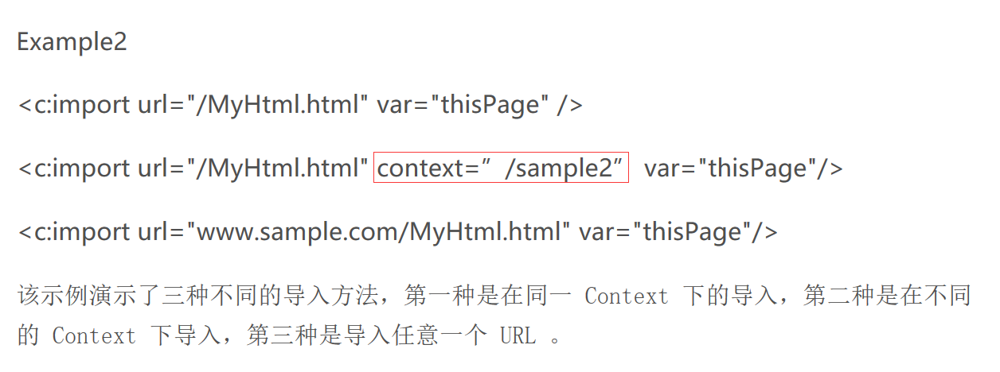 Example2
<c:import url="/MyHtml.html" var="thisPage" />
<c:import url="/MyHtml.html" context=” /sample2” var="thisPage"/>
<c:import url="www.sample.com/MyHtml.html" var="thisPage"/>
该示例演示了三种不同的导入方法，第一种是在同一 Context 下的导入，第二种是在不同
的 Context 下导入，第三种是导入任意一个 URL 。